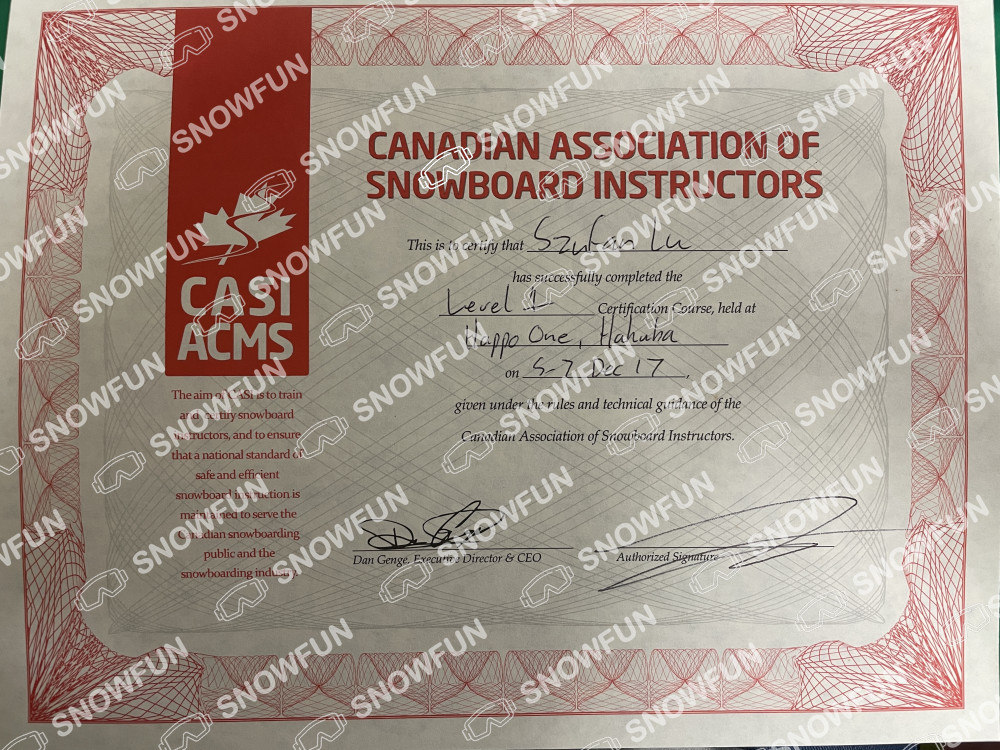 CASI
ACMS
The aim of CASI is to train
and certify snowboard
instructors, and to ensure
that a national standard of
safe and efficient
snowboard instruction is
maintained to serve the
Canadian snowboarding
public and the
snowboarding industry.
CANADIAN ASSOCIATION OF
SNOWBOARD INSTRUCTORS
This is to certify that Szufan Lu
has successfully completed the
Level 1 Certification Course, held at
Happo One, Hahuba
on 5-7 Dec 17,
given under the rules and technical guidance of the
Canadian Association of Snowboard Instructors.
Dan Genge, Executive Director & CEO
Authorized Signature
SNOWFUN